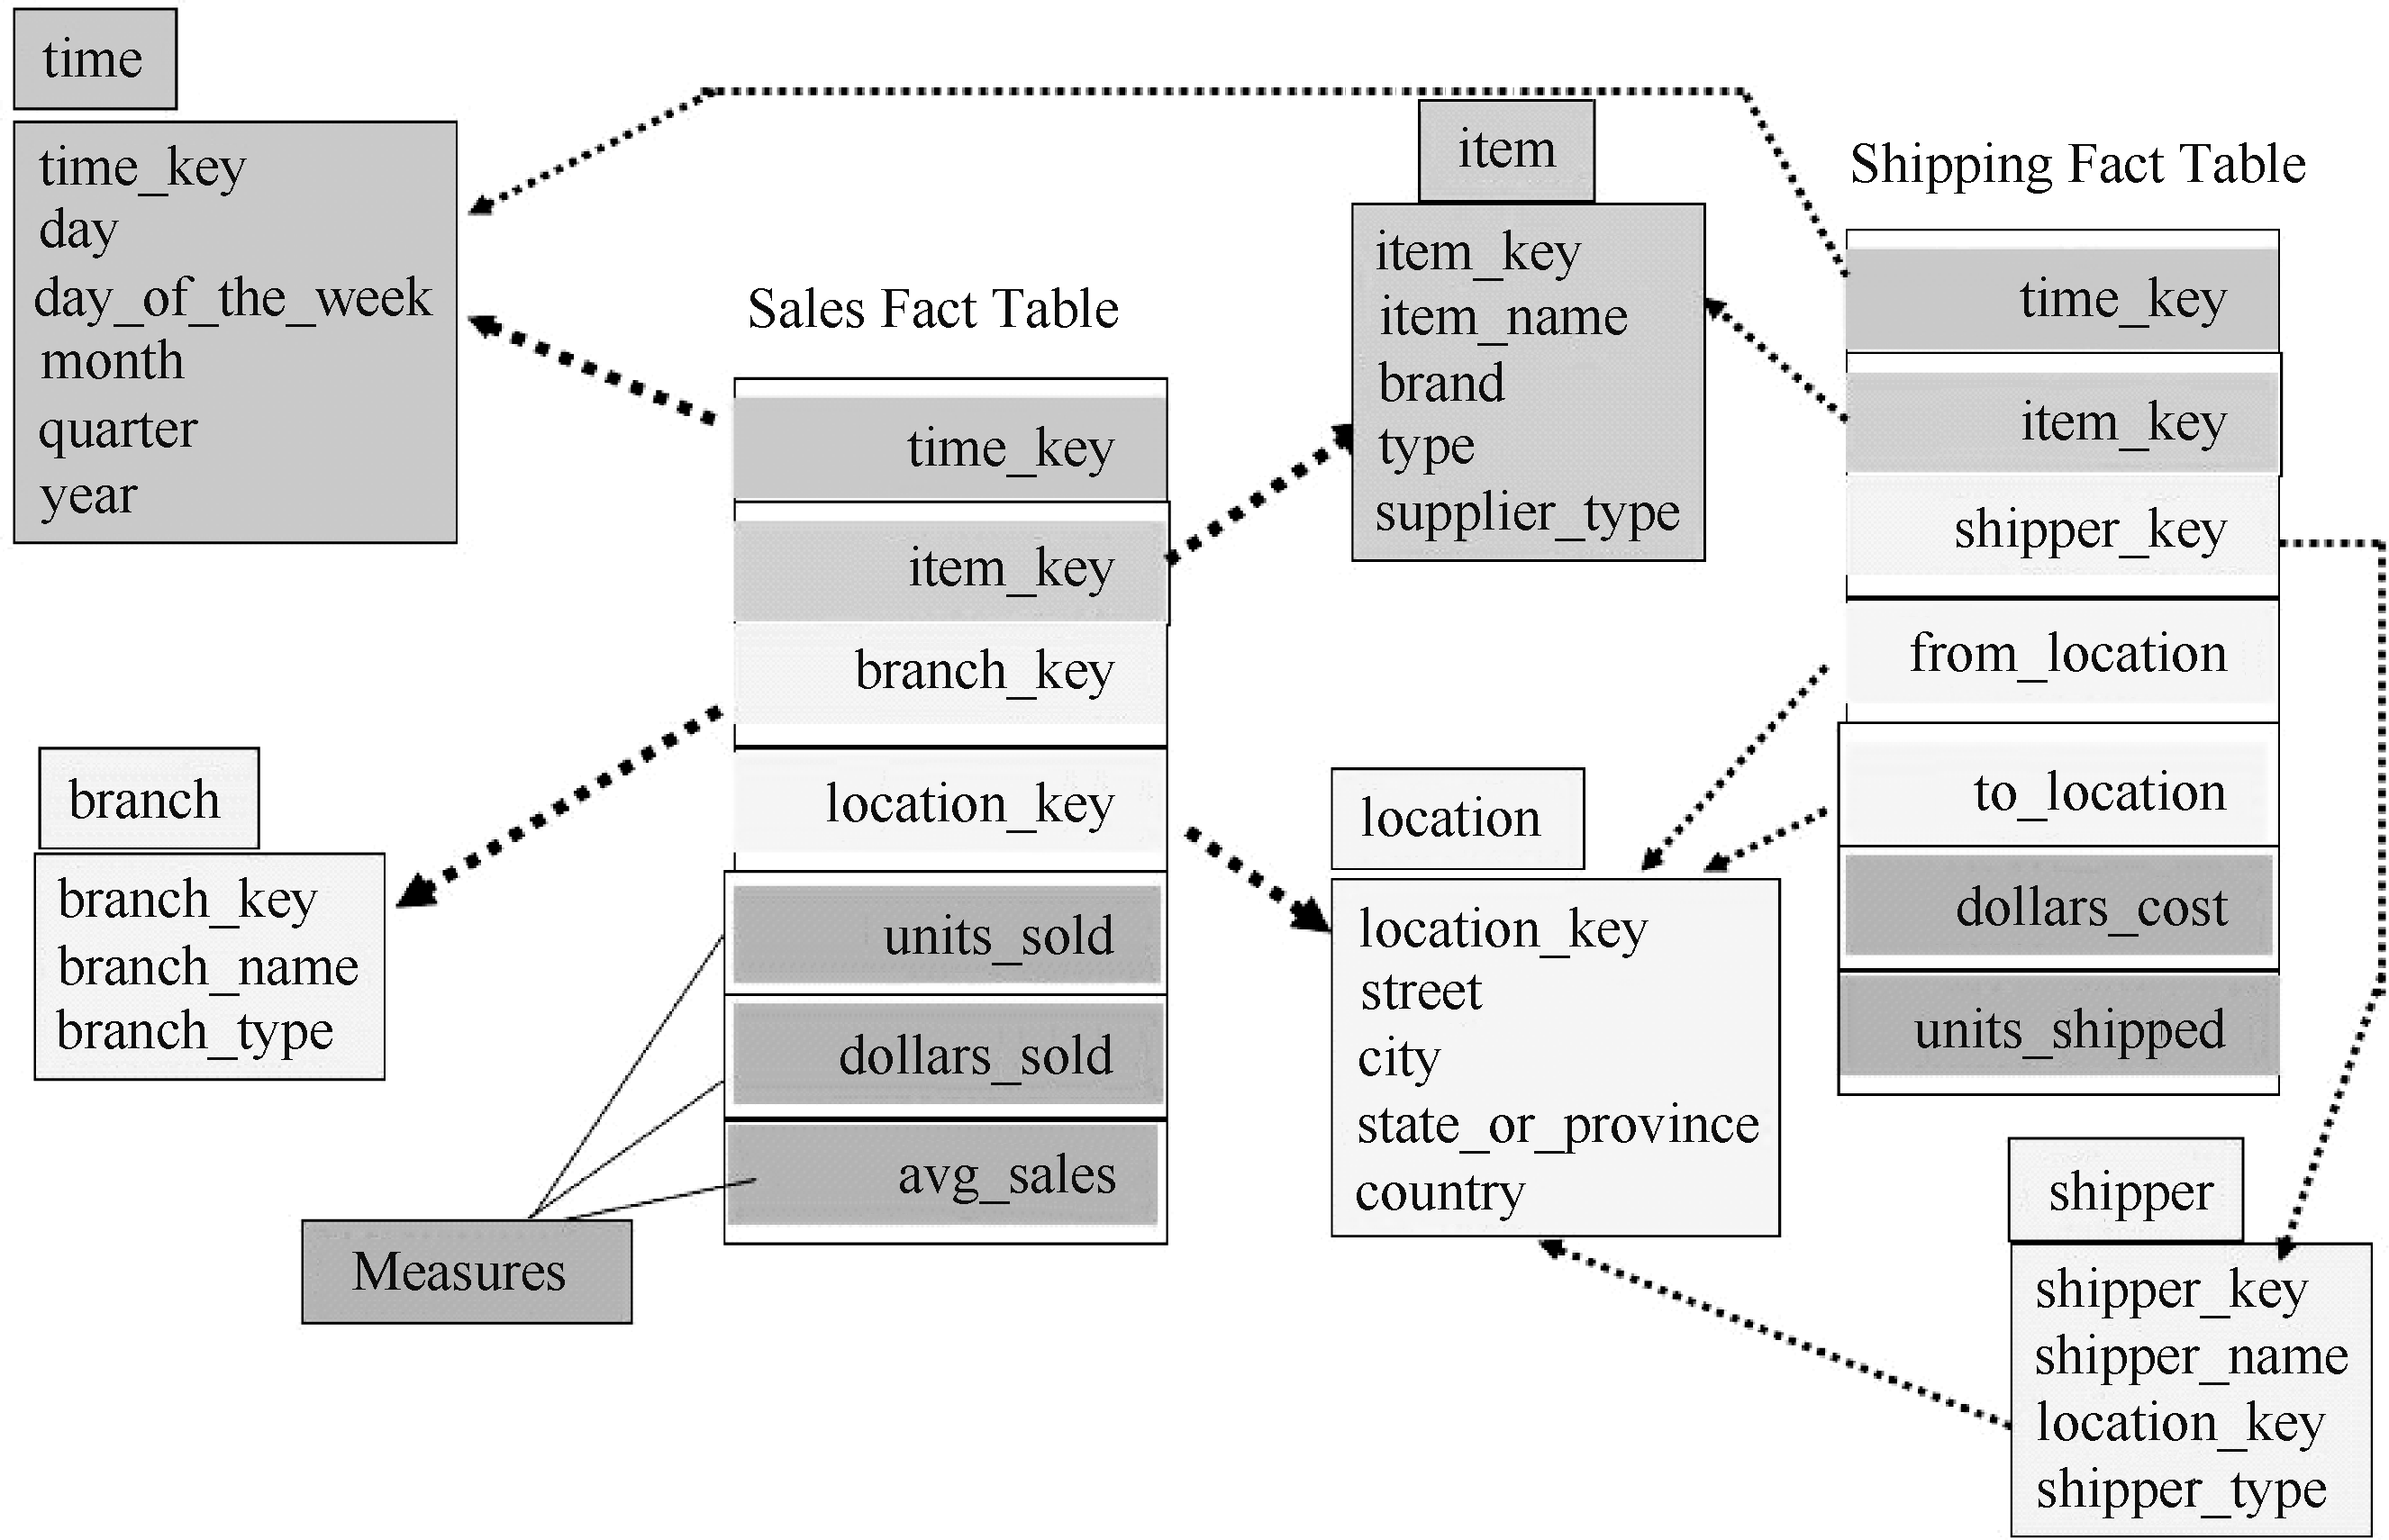 time
time_key
day
day_of_the_week
month
quarter
year
branch
branch_key
branch_name
branch_type
Sales Fact Table
time_key
item_key
branch_key
location_key
units_sold
dollars_sold
avg_sales
Measures
item
item_key
item_name
brand
type
supplier_type
location
location_key
street
city
state_or_province
country
Shipping Fact Table
time_key
item_key
shipper_key
from_location
to_location
dollars_cost
units_shipped
shipper
shipper_key
shipper_name
location_key
shipper_type